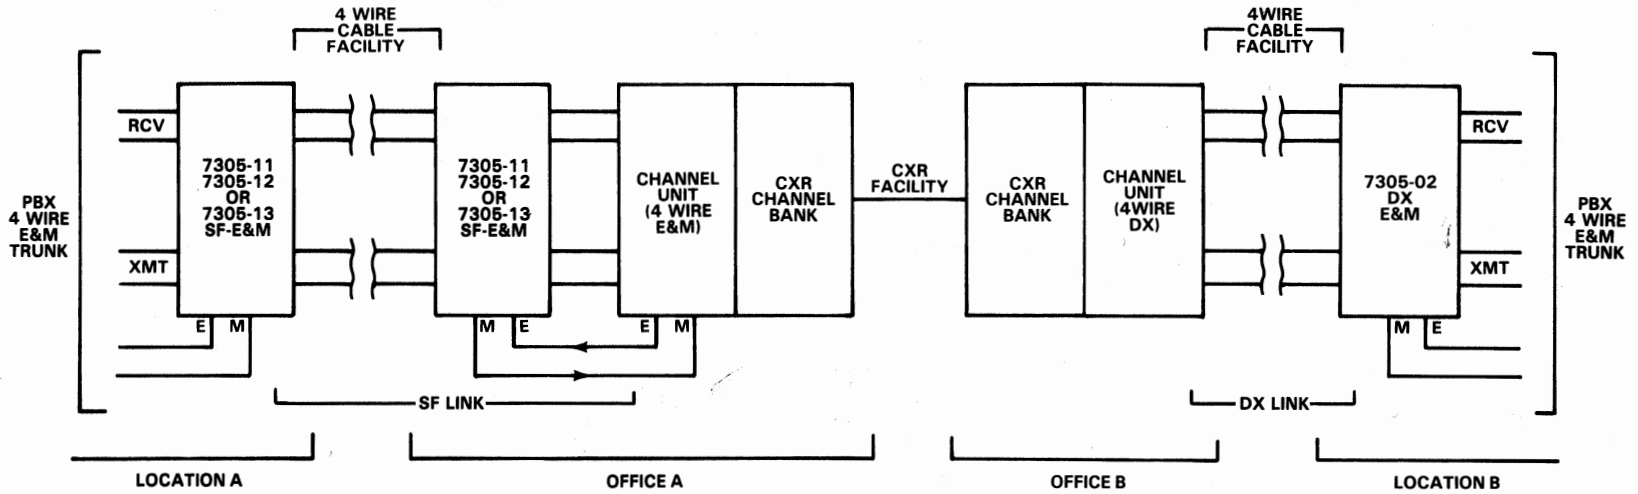 4 WIRE
CABLE
FACILITY
4WIRE
CABLE
FACILITY
PBX
4 WIRE
E&M
TRUNK
RCV
XMT
7305-11
7305-12
OR
7305-13
SF-E&M
E M
7305-11
7305-12
OR
7305-13
SF-E&M
M E
CHANNEL
UNIT
(4 WIRE
E&M)
E M
CXR
CHANNEL
BANK
CXR
FACILITY
CXR
CHANNEL
BANK
CHANNEL
UNIT
(4WIRE
DX)
7305-02
DX
E&M
M E
RCV
XMT
PBX
4 WIRE
E&M
TRUNK
SF LINK
DX LINK
LOCATION A
OFFICE A
OFFICE B
LOCATION B